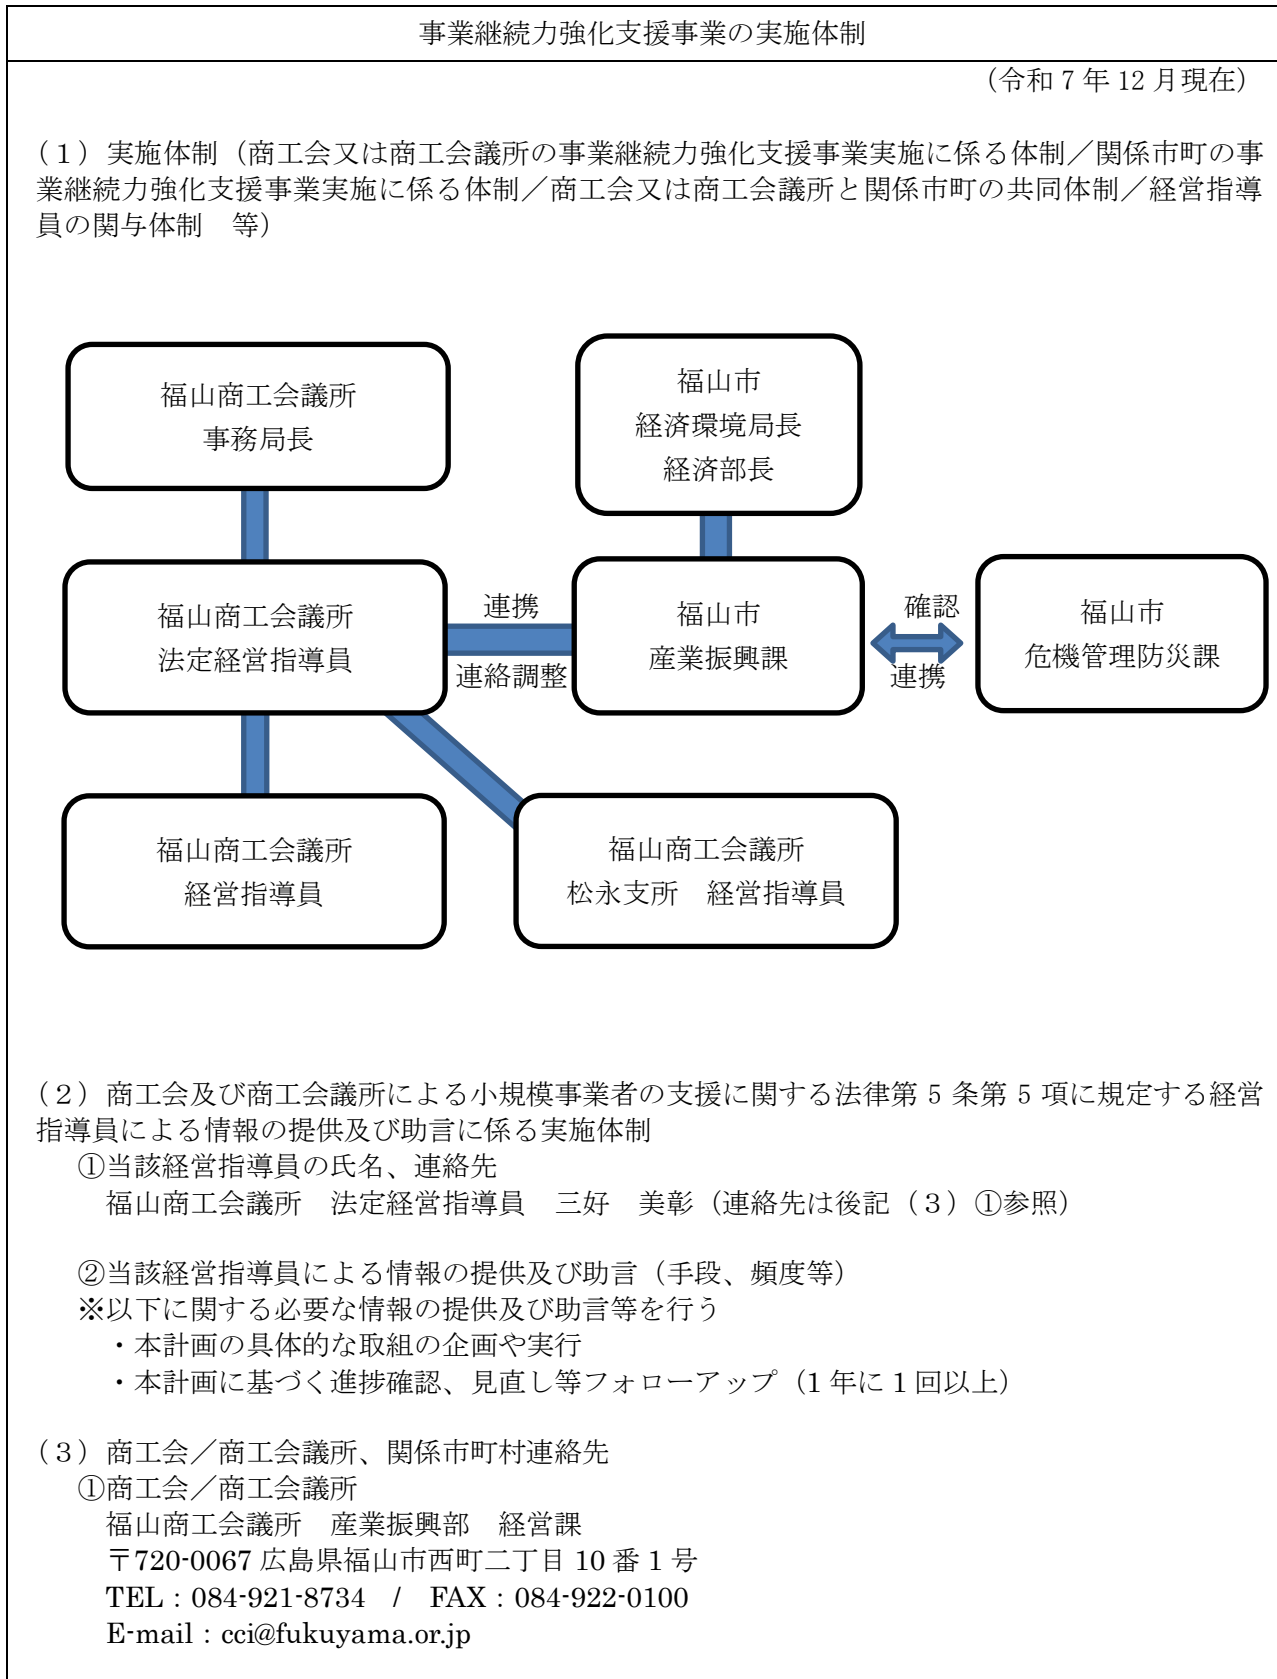 事業継続力強化支援事業の実施体制
(令和 7 年 12 月現在)
(1)実施体制(商工会又は商工会議所の事業継続力強化支援事業実施に係る体制/関係市町の事
業継続力強化支援事業実施に係る体制/商工会又は商工会議所と関係市町の共同体制/経営指導
員の関与体制 等)
福山商工会議所
事務局長
福山市
経済環境局長
経済部長
福山商工会議所
法定経営指導員
連携
連絡調整
福山市
産業振興課
確認
連携
福山市
危機管理防災課
福山商工会議所
経営指導員
福山商工会議所
松永支所 経営指導員
(2)商工会及び商工会議所による小規模事業者の支援に関する法律第 5 条第 5 項に規定する経営
指導員による情報の提供及び助言に係る実施体制
①当該経営指導員の氏名、連絡先
福山商工会議所 法定経営指導員 三好 美彰(連絡先は後記(3)①参照)
②当該経営指導員による情報の提供及び助言(手段、頻度等)
※以下に関する必要な情報の提供及び助言等を行う
・本計画の具体的な取組の企画や実行
・本計画に基づく進捗確認、見直し等フォローアップ(1 年に 1 回以上)
(3)商工会/商工会議所、関係市町村連絡先
①商工会/商工会議所
福山商工会議所 産業振興部 経営課
〒720-0067 広島県福山市西町二丁目 10 番 1 号
TEL:084-921-8734 / FAX:084-922-0100
E-mail:cci@fukuyama.or.jp